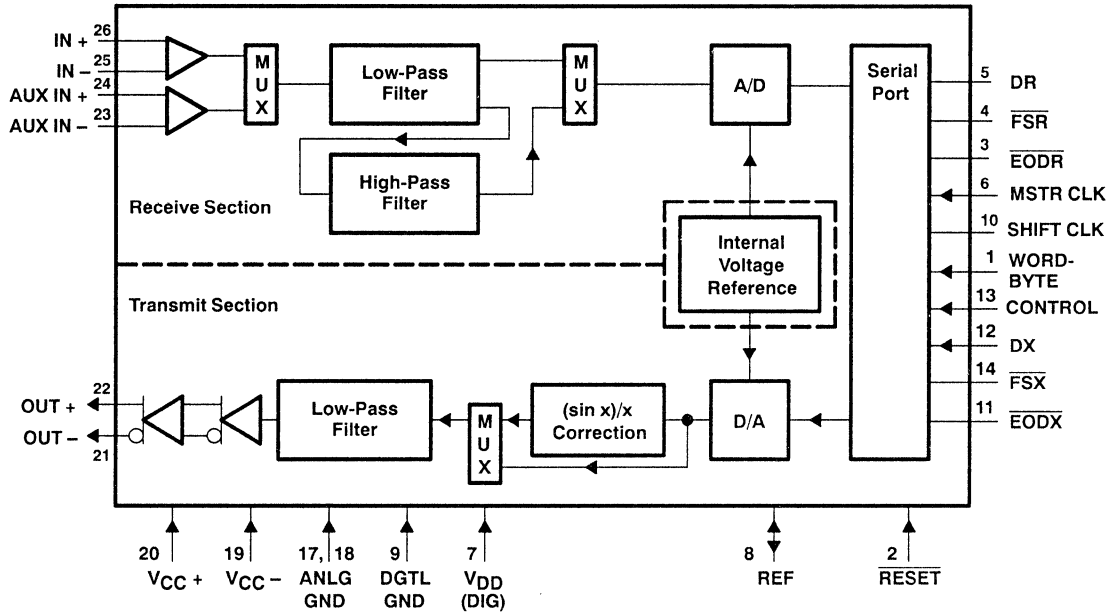 IN + 26
IN – 25
AUX IN + 24
AUX IN – 23
M
U
X
Low-Pass
Filter
M
U
X
A/D
Serial
Port
5 DR
4 FSR
3 EODR
6 MSTR CLK
10 SHIFT CLK
1 WORD-
BYTE
13 CONTROL
12 DX
14 FSX
11 EODX
High-Pass
Filter
Receive Section
Internal
Voltage
Reference
Transmit Section
OUT + 22
OUT – 21
Low-Pass
Filter
M
U
X
(sin x)/x
Correction
D/A
20
VCC +
19
VCC –
17, 18
ANLG
GND
9
DGTL
GND
7
VDD
(DIG)
8
REF
2
RESET